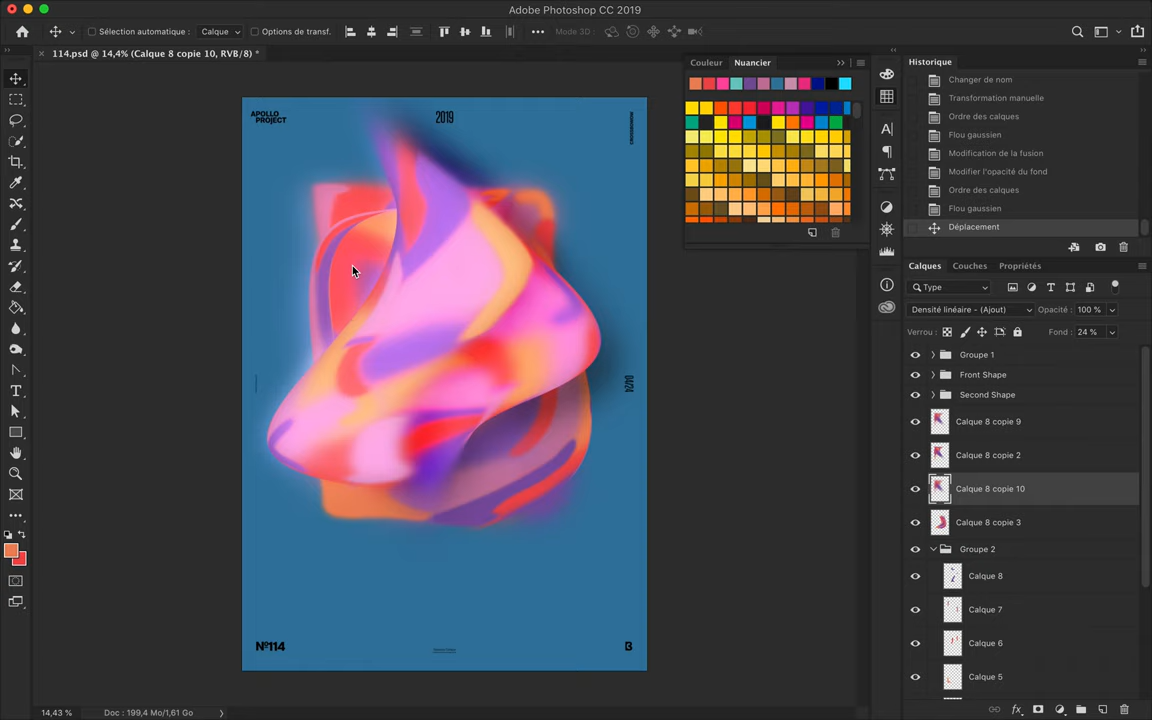 Adobe Photoshop CC 2019
Sélection automatique :
Calque
Options de transf.
Mode 3D :
114.psd @ 14,4% (Calque 8 copie 10, RVB/8) *
Couleur
Nuancier
Historique
Changer de nom
Transformation manuelle
Ordre des calques
Flou gaussien
Modification de la fusion
Modifier l'opacité du fond
Ordre des calques
Flou gaussien
Déplacement
Calques
Couches
Propriétés
Type
Densité linéaire - (Ajout)
Opacité : 100 %
Verrou :
Fond : 24 %
Groupe 1
Front Shape
Second Shape
Calque 8 copie 9
Calque 8 copie 2
Calque 8 copie 10
Calque 8 copie 3
Groupe 2
Calque 8
Calque 7
Calque 6
Calque 5
APOLLO
PROJECT
2019
04/24
Nº114
B
14,43 %
Doc : 199,4 Mo/1,61 Go